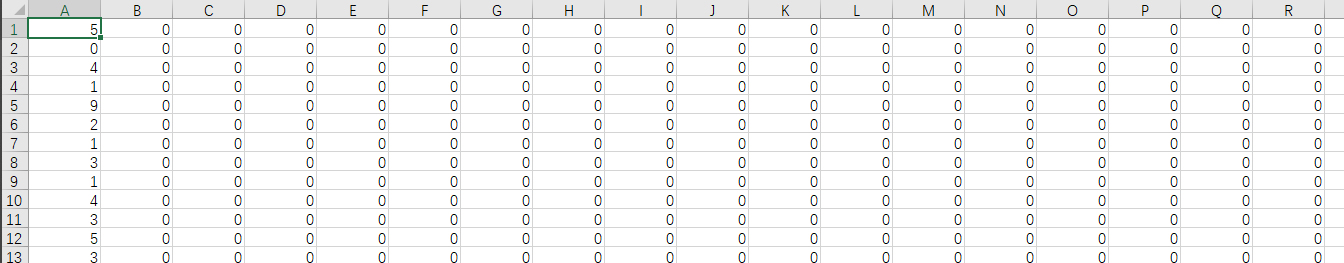 A B C D E F G H I J K L M N O P Q R
1 5 0 0 0 0 0 0 0 0 0 0 0 0 0 0 0 0 0
2 0 0 0 0 0 0 0 0 0 0 0 0 0 0 0 0 0 0
3 4 0 0 0 0 0 0 0 0 0 0 0 0 0 0 0 0 0
4 1 0 0 0 0 0 0 0 0 0 0 0 0 0 0 0 0 0
5 9 0 0 0 0 0 0 0 0 0 0 0 0 0 0 0 0 0
6 2 0 0 0 0 0 0 0 0 0 0 0 0 0 0 0 0 0
7 1 0 0 0 0 0 0 0 0 0 0 0 0 0 0 0 0 0
8 3 0 0 0 0 0 0 0 0 0 0 0 0 0 0 0 0 0
9 1 0 0 0 0 0 0 0 0 0 0 0 0 0 0 0 0 0
10 4 0 0 0 0 0 0 0 0 0 0 0 0 0 0 0 0 0
11 3 0 0 0 0 0 0 0 0 0 0 0 0 0 0 0 0 0
12 5 0 0 0 0 0 0 0 0 0 0 0 0 0 0 0 0 0
13 3 0 0 0 0 0 0 0 0 0 0 0 0 0 0 0 0 0